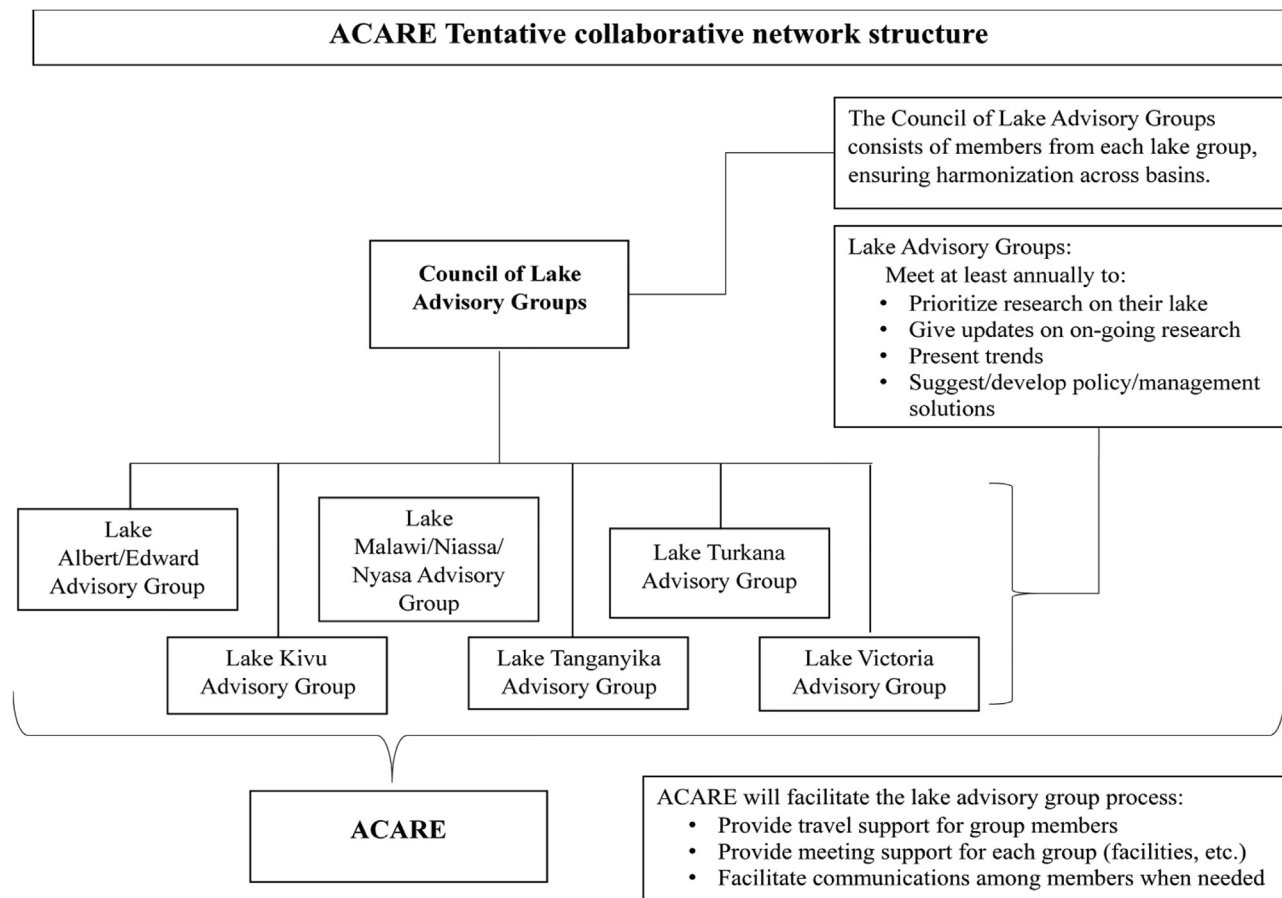 ACARE Tentative collaborative network structure
The Council of Lake Advisory Groups
consists of members from each lake group,
ensuring harmonization across basins.
Council of Lake
Advisory Groups
Lake Advisory Groups:
Meet at least annually to:
• Prioritize research on their lake
• Give updates on on-going research
• Present trends
• Suggest/develop policy/management
solutions
Lake
Albert/Edward
Advisory Group
Lake
Malawi/Niassa/
Nyasa Advisory
Group
Lake Turkana
Advisory Group
Lake Kivu
Advisory Group
Lake Tanganyika
Advisory Group
Lake Victoria
Advisory Group
ACARE
ACARE will facilitate the lake advisory group process:
• Provide travel support for group members
• Provide meeting support for each group (facilities, etc.)
• Facilitate communications among members when needed